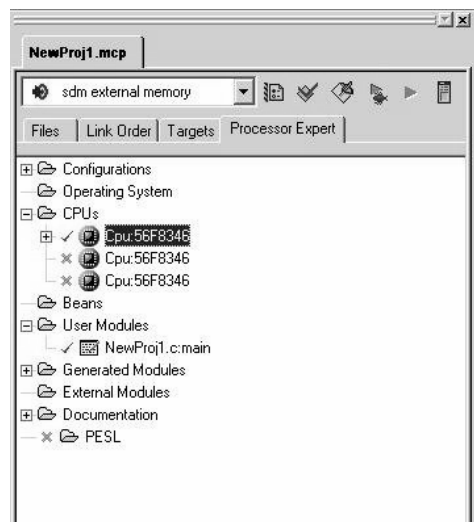 NewProj1.mcp
sdm external memory
Files Link Order Targets Processor Expert
Configurations
Operating System
CPUs
Cpu:56F8346
Cpu:56F8346
Cpu:56F8346
Beans
User Modules
NewProj1.c:main
Generated Modules
External Modules
Documentation
PESL